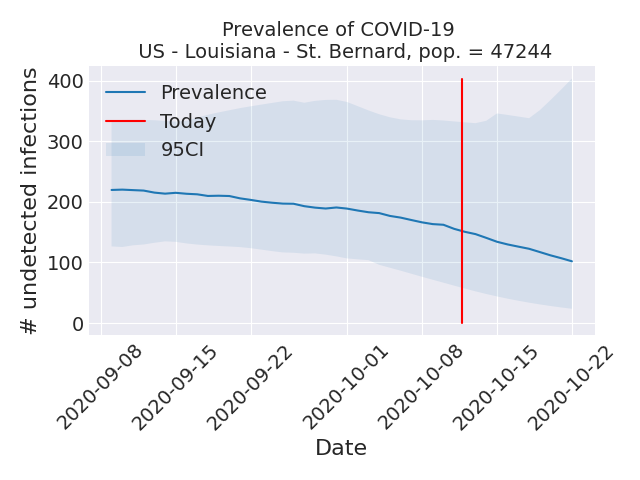 Prevalence of COVID-19
US - Louisiana - St. Bernard, pop. = 47244
# undetected infections
400
300
200
100
0
Prevalence
Today
95CI
2020-09-08
2020-09-15
2020-09-22
2020-10-01
2020-10-08
2020-10-15
2020-10-22
Date